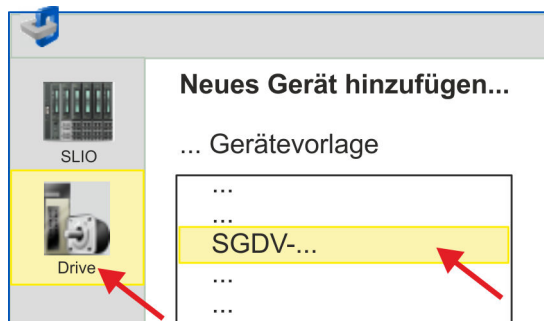 Neues Gerät hinzufügen...
SLIO
... Gerätevorlage
...
...
SGDV-...
Drive
...
...